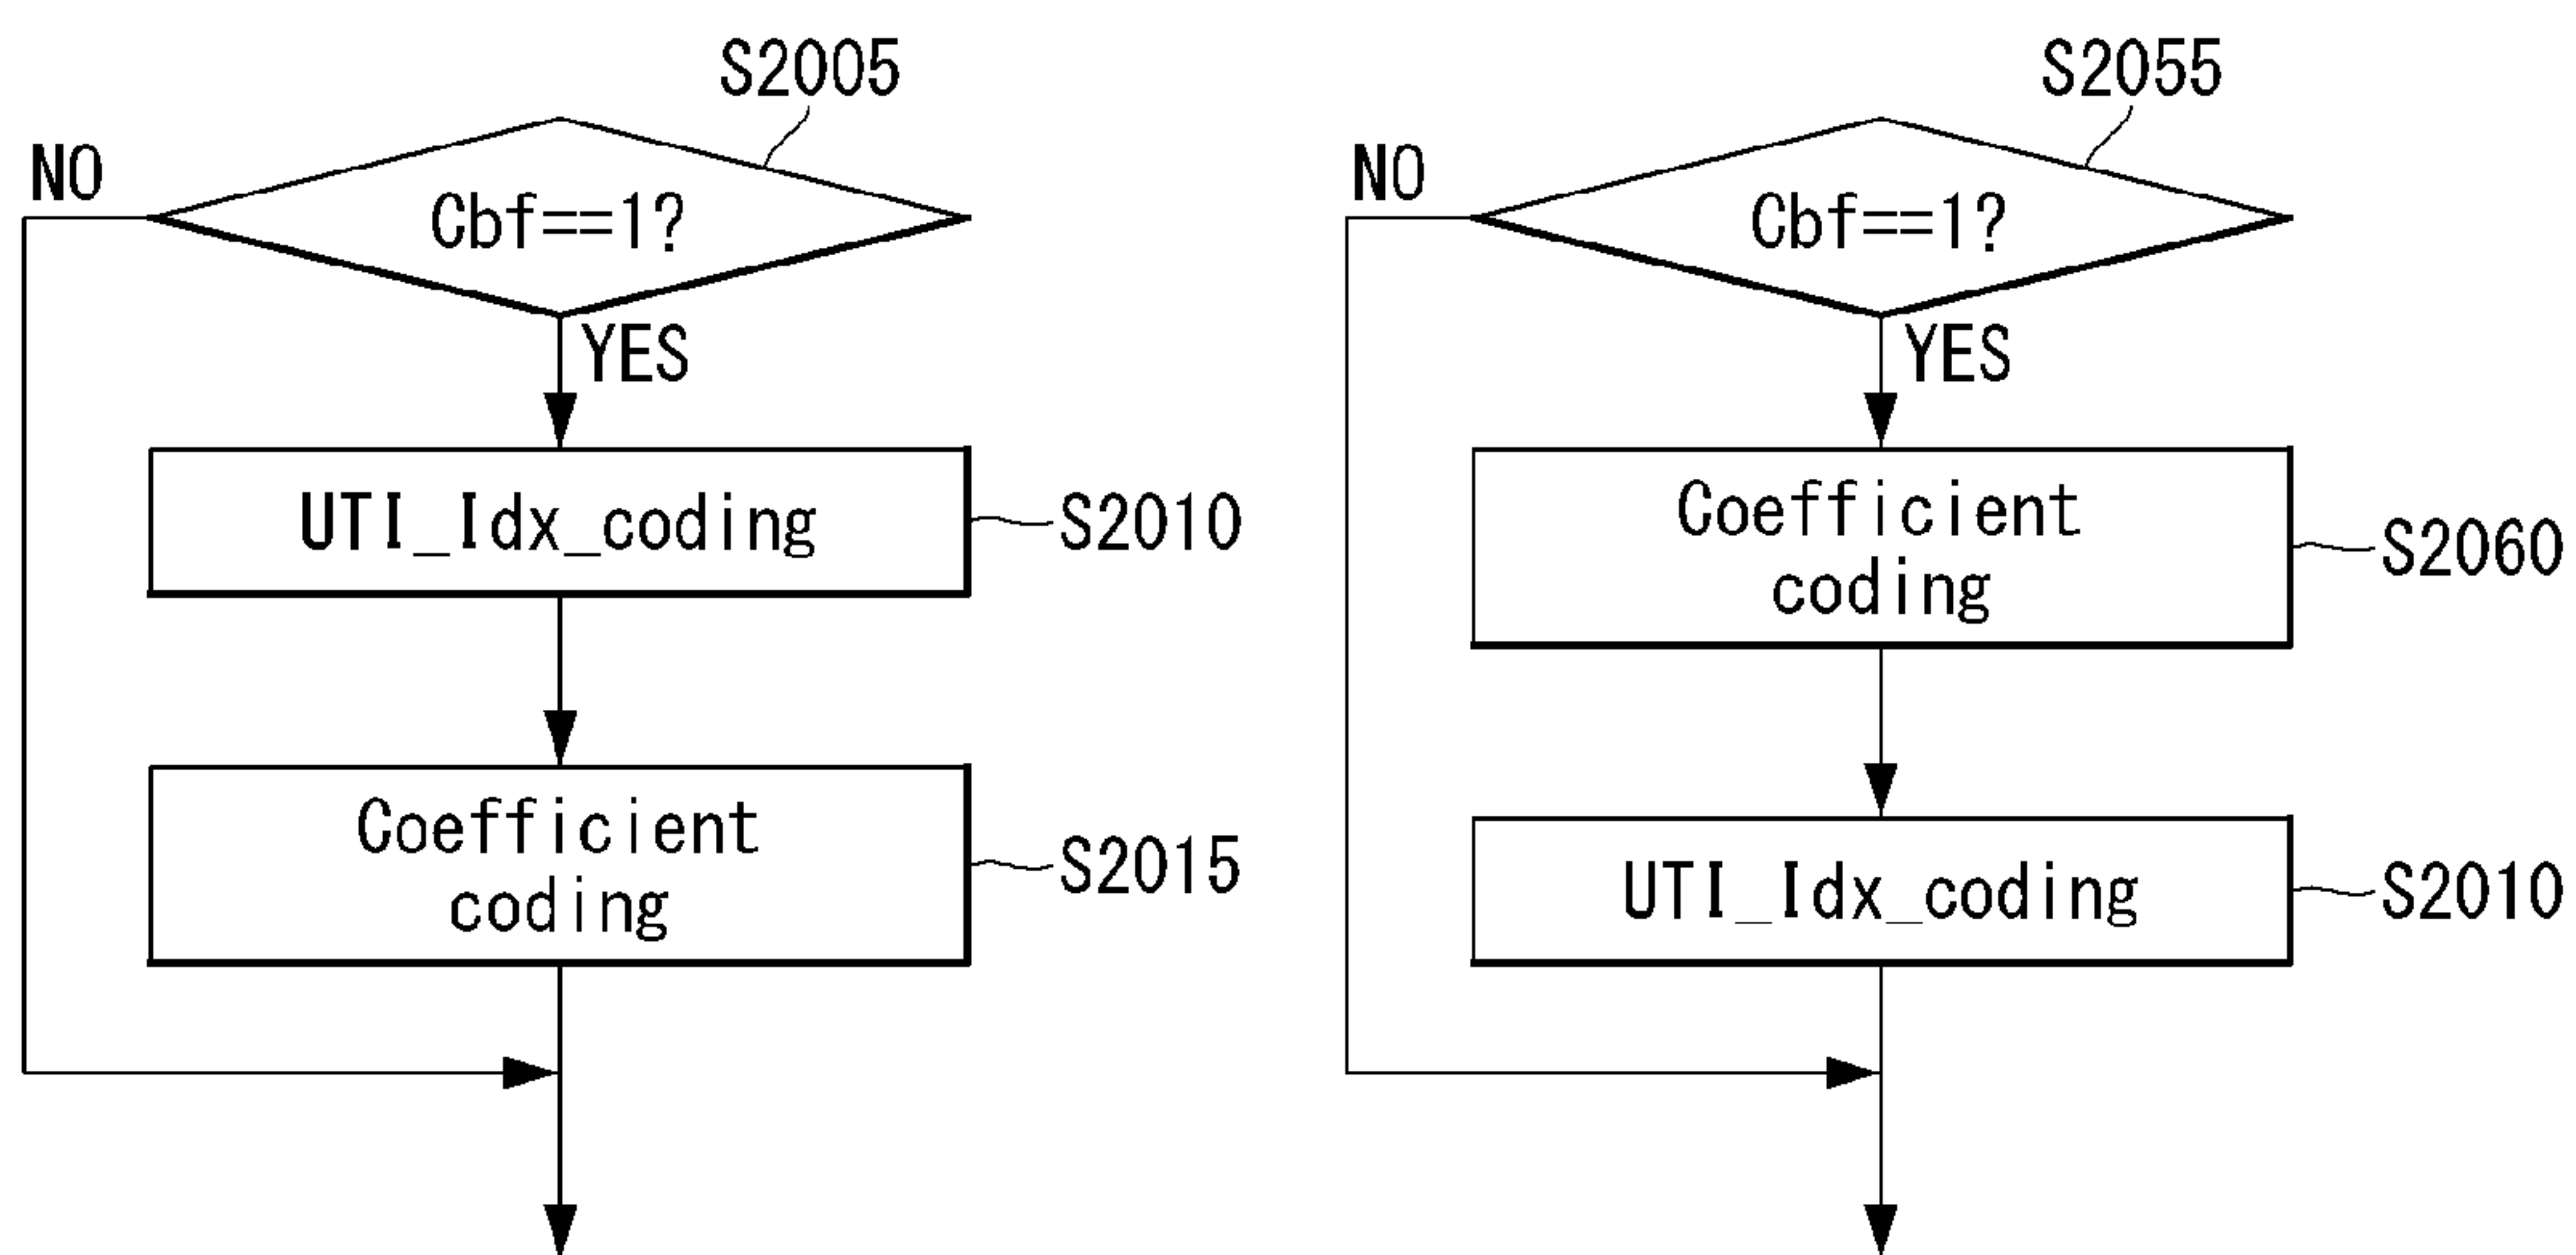 S2005
NO
Cbf==1?
YES
UTI_Idx_coding
S2010
Coefficient
coding
S2015
S2055
NO
Cbf==1?
YES
Coefficient
coding
S2060
UTI_Idx_coding
S2010